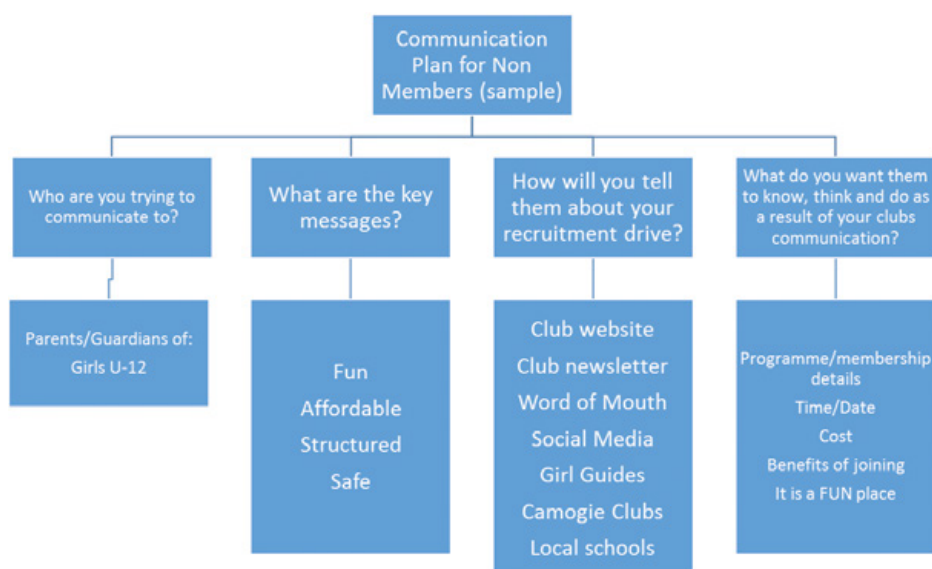 Communication
Plan for Non
Members (sample)
Who are you trying to
communicate to?
What are the key
messages?
How will you tell
them about your
recruitment drive?
What do you want them
to know, think and do as
a result of your clubs
communication?
Parents/Guardians of:
Girls U-12
Fun
Affordable
Structured
Safe
Club website
Club newsletter
Word of Mouth
Social Media
Girl Guides
Camogie Clubs
Local schools
Programme/membership
details
Time/Date
Cost
Benefits of joining
It is a FUN place